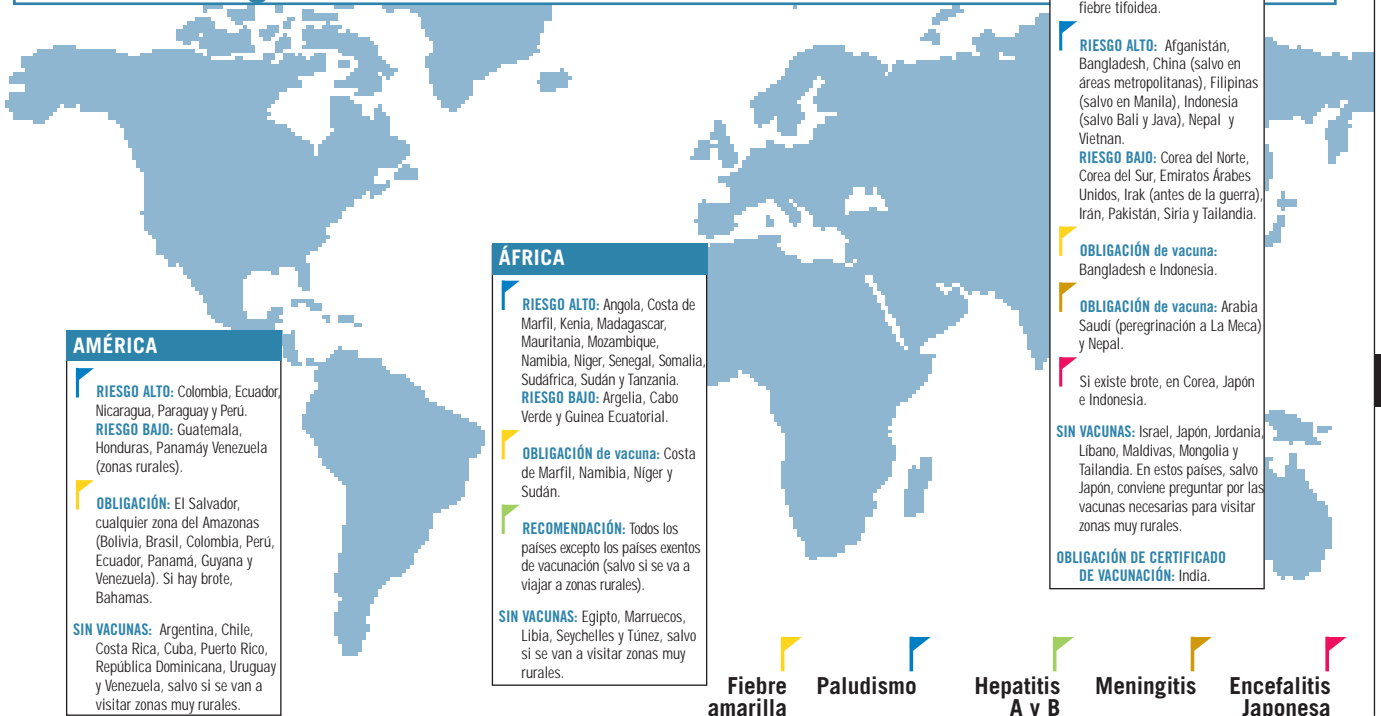 AMÉRICA
RIESGO ALTO: Colombia, Ecuador,
Nicaragua, Paraguay y Perú.
RIESGO BAJO: Guatemala,
Honduras, Panamáy Venezuela
(zonas rurales).
OBLIGACIÓN: El Salvador,
cualquier zona del Amazonas
(Bolivia, Brasil, Colombia, Perú,
Ecuador, Panamá, Guyana y
Venezuela). Si hay brote,
Bahamas.
SIN VACUNAS: Argentina, Chile,
Costa Rica, Cuba, Puerto Rico,
República Dominicana, Uruguay
y Venezuela, salvo si se van a
visitar zonas muy rurales.
ÁFRICA
RIESGO ALTO: Angola, Costa de
Marfil, Kenia, Madagascar,
Mauritania, Mozambique,
Namibia, Niger, Senegal, Somalia,
Sudáfrica, Sudán y Tanzania.
RIESGO BAJO: Argelia, Cabo
Verde y Guinea Ecuatorial.
OBLIGACIÓN de vacuna: Costa
de Marfil, Namibia, Níger y
Sudán.
RECOMENDACIÓN: Todos los
países excepto los países exentos
de vacunación (salvo si se va a
viajar a zonas rurales).
SIN VACUNAS: Egipto, Marruecos,
Libia, Seychelles y Túnez, salvo
si se van a visitar zonas muy
rurales.
fiebre tifoidea.
RIESGO ALTO: Afganistán,
Bangladesh, China (salvo en
áreas metropolitanas), Filipinas
(salvo en Manila), Indonesia
(salvo Bali y Java), Nepal y
Vietnan.
RIESGO BAJO: Corea del Norte,
Corea del Sur, Emiratos Árabes
Unidos, Irak (antes de la guerra),
Irán, Pakistán, Siria y Tailandia.
OBLIGACIÓN de vacuna:
Bangladesh e Indonesia.
OBLIGACIÓN de vacuna: Arabia
Saudí (peregrinación a La Meca)
y Nepal.
Si existe brote, en Corea, Japón
e Indonesia.
SIN VACUNAS: Israel, Japón, Jordania,
Líbano, Maldivas, Mongolia y
Tailandia. En estos países, salvo
Japón, conviene preguntar por las
vacunas necesarias para visitar
zonas muy rurales.
OBLIGACIÓN DE CERTIFICADO
DE VACUNACIÓN: India.
Fiebre
amarilla
Paludismo
Hepatitis
A y B
Meningitis
Encefalitis
Japonesa